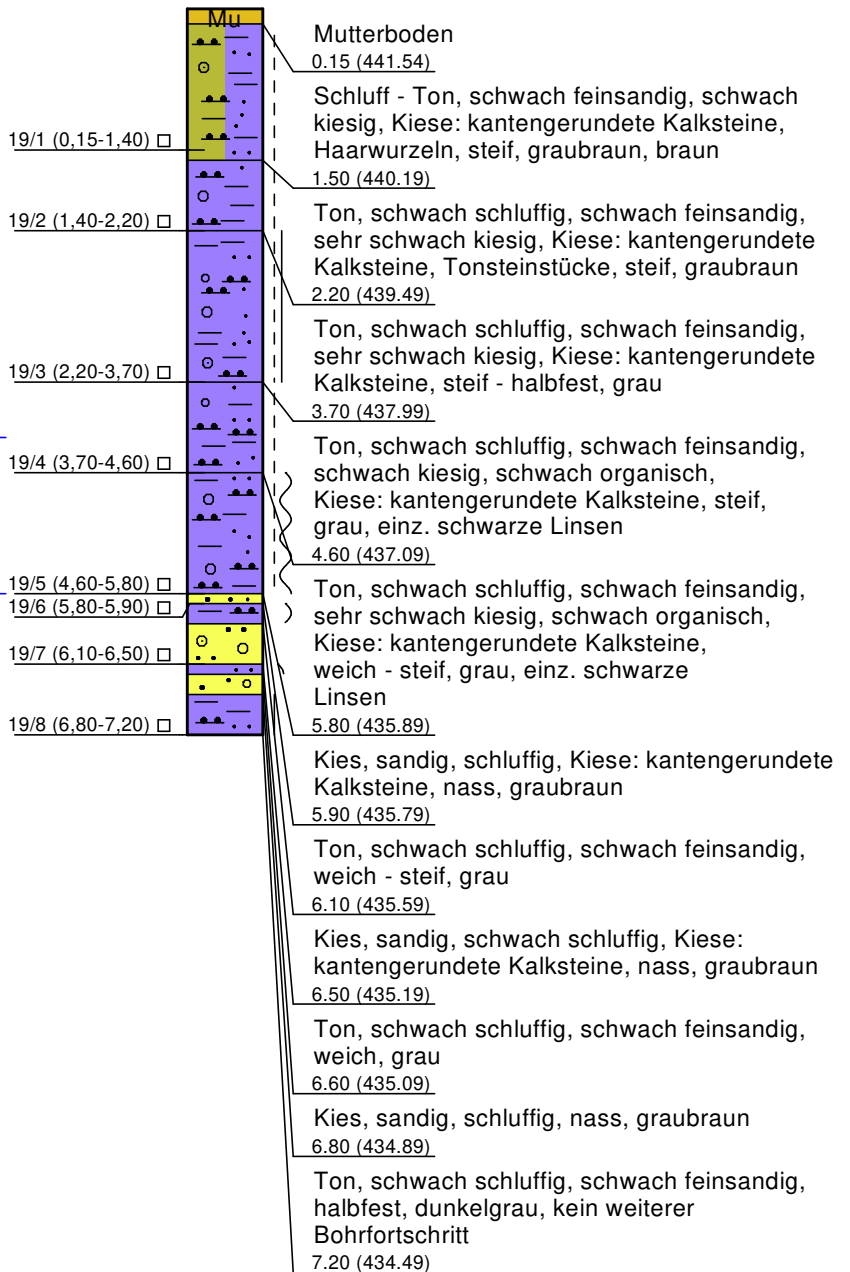 Mu
Mutterboden
0.15 (441.54)
Schluff - Ton, schwach feinsandig, schwach
kiesig, Kiese: kantengerundete Kalksteine,
Haarwurzeln, steif, graubraun, braun
19/1 (0,15-1,40)
1.50 (440.19)
Ton, schwach schluffig, schwach feinsandig,
sehr schwach kiesig, Kiese: kantengerundete
Kalksteine, Tonsteinstücke, steif, graubraun
19/2 (1,40-2,20)
2.20 (439.49)
Ton, schwach schluffig, schwach feinsandig,
sehr schwach kiesig, Kiese: kantengerundete
Kalksteine, steif - halbfest, grau
19/3 (2,20-3,70)
3.70 (437.99)
Ton, schwach schluffig, schwach feinsandig,
schwach kiesig, schwach organisch,
Kiese: kantengerundete Kalksteine, steif,
grau, einz. schwarze Linsen
19/4 (3,70-4,60)
4.60 (437.09)
Ton, schwach schluffig, schwach feinsandig,
sehr schwach kiesig, schwach organisch,
Kiese: kantengerundete Kalksteine,
weich - steif, grau, einz. schwarze
Linsen
19/5 (4,60-5,80)
19/6 (5,80-5,90)
19/7 (6,10-6,50)
19/8 (6,80-7,20)
5.80 (435.89)
Kies, sandig, schluffig, Kiese: kantengerundete
Kalksteine, nass, graubraun
5.90 (435.79)
Ton, schwach schluffig, schwach feinsandig,
weich - steif, grau
6.10 (435.59)
Kies, sandig, schwach schluffig, Kiese:
kantengerundete Kalksteine, nass, graubraun
6.50 (435.19)
Ton, schwach schluffig, schwach feinsandig,
weich, grau
6.60 (435.09)
Kies, sandig, schluffig, nass, graubraun
6.80 (434.89)
Ton, schwach schluffig, schwach feinsandig,
halbfest, dunkelgrau, kein weiterer
Bohrfortschritt
7.20 (434.49)